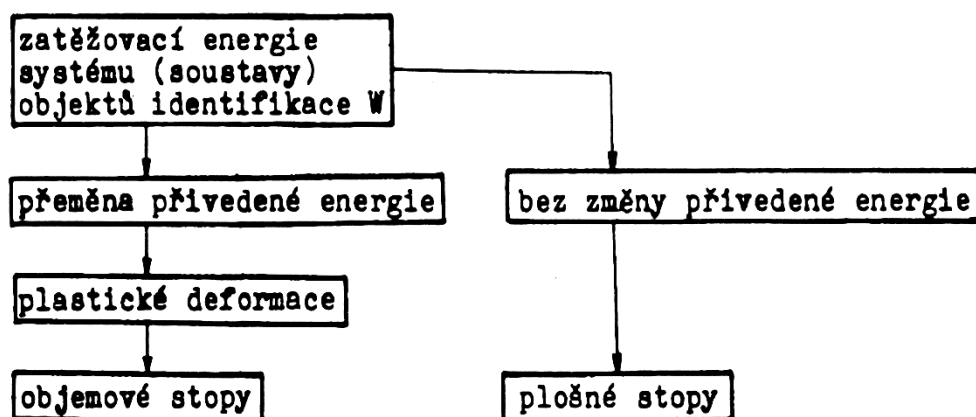 zatěžovací energie
systému (soustavy)
objektů identifikace W
přeměna přivedené energie
bez změny přivedené energie
plastické deformace
objemové stopy
plošné stopy